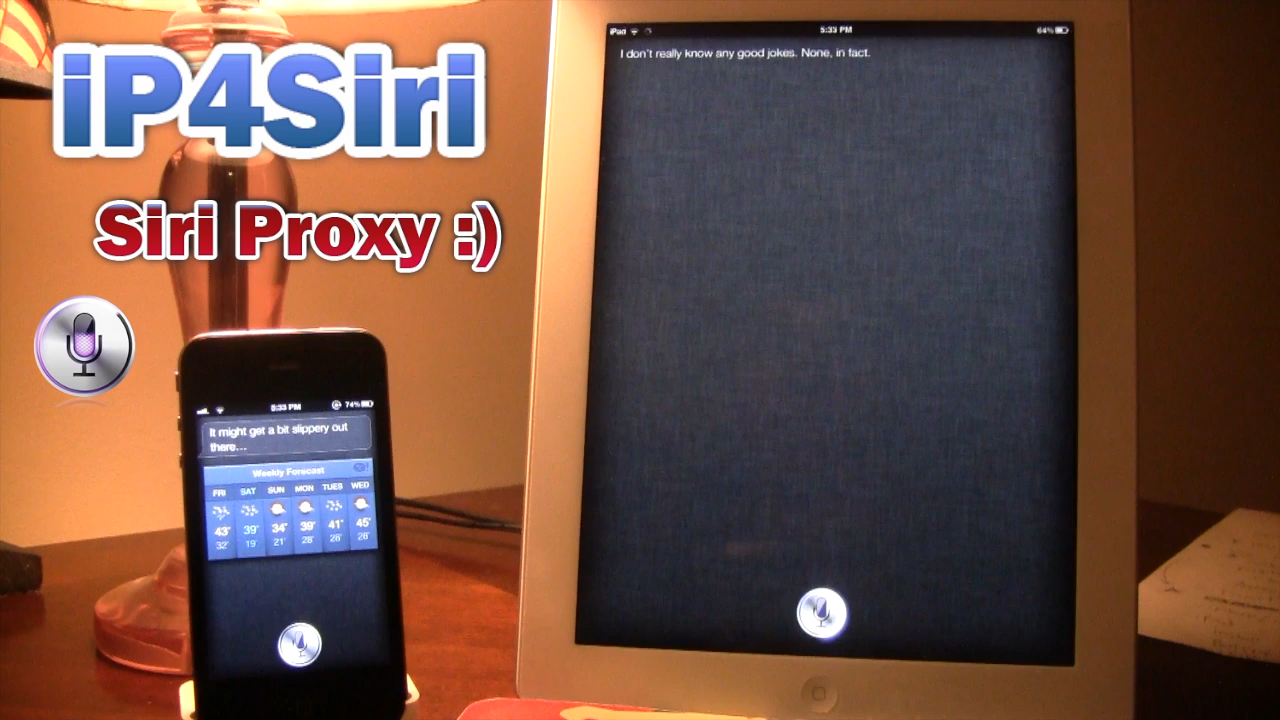 iP4Siri
Siri Proxy :)
5:33 PM
74%
It might get a bit slippery out
there...
Weekly Forecast
FRI SAT SUN MON TUES WED
43° 39° 34° 39° 41° 45°
32° 19° 21° 28° 28° 28°
iPad
5:33 PM
64%
I don't really know any good jokes. None, in fact.